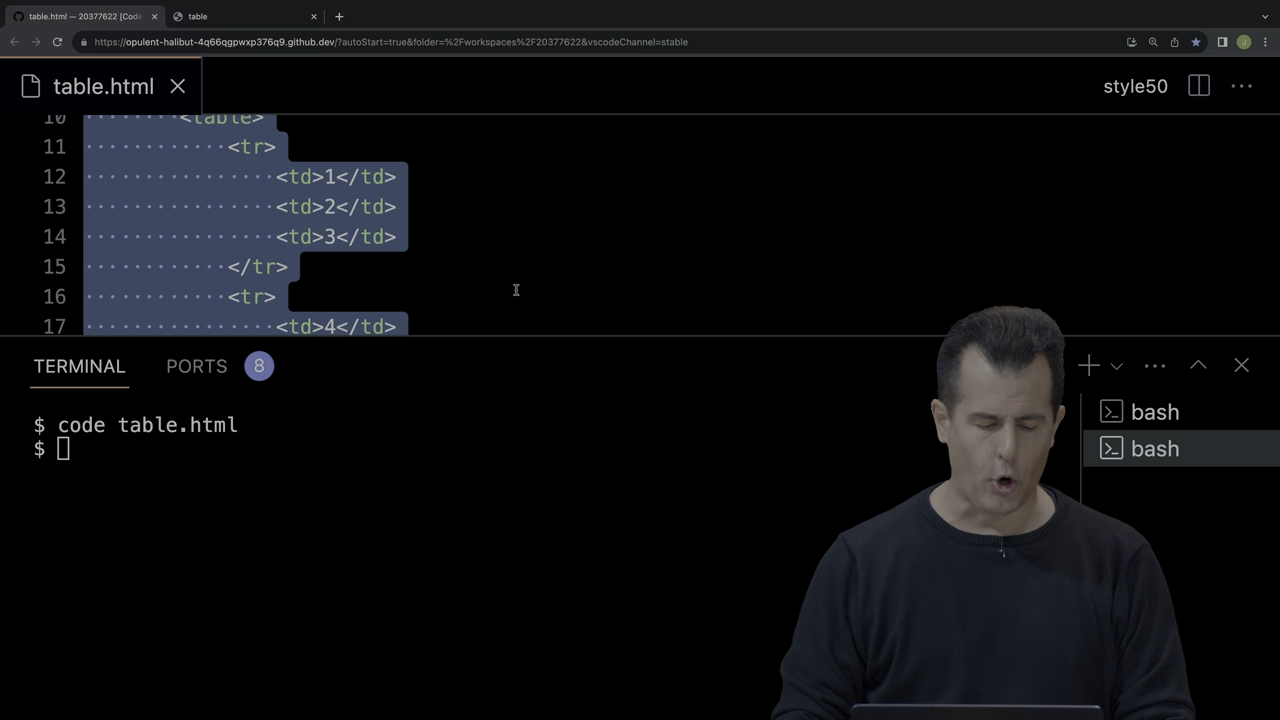 table.html — 20377622 [Code
table
https://opulent-halibut-4q66qgpwxp376q9.github.dev/?autoStart=true&folder=%2Fworkspaces%2F20377622&vscodeChannel=stable
J
table.html
style50
10 <table>
11 <tr>
12 <td>1</td>
13 <td>2</td>
14 <td>3</td>
15 </tr>
16 <tr>
17 <td>4</td>
TERMINAL PORTS 8
$ code table.html
$
bash
bash